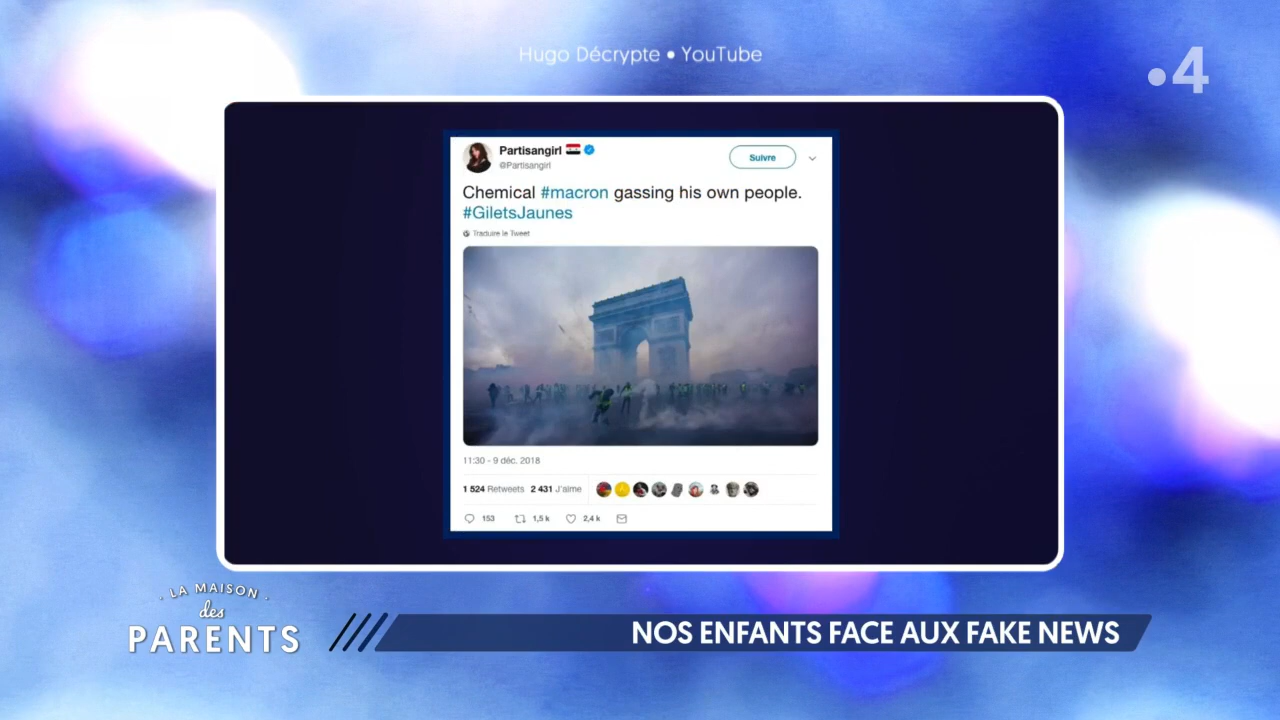 Hugo Décrypte • YouTube
4
Partisangirl
@Partisangirl
Suivre
Chemical #macron gassing his own people.
#GiletsJaunes
Traduire le Tweet
11:30 - 9 déc. 2018
1 524 Retweets 2 431 J'aime
153 1,5 k 2,4 k
· LA MAISON ·
des
PARENTS
NOS ENFANTS FACE AUX FAKE NEWS